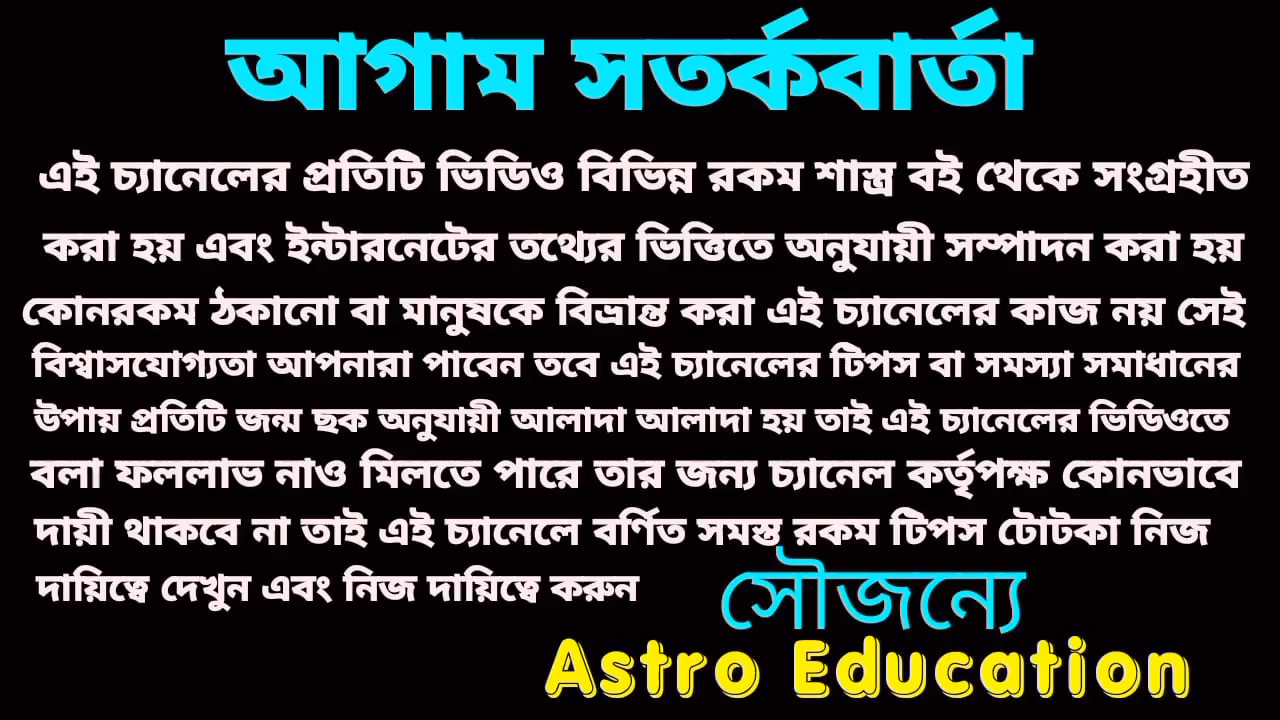 আগাম সতর্কবার্তা
এই চ্যানেলের প্রতিটি ভিডিও বিভিন্ন রকম শাস্ত্র বই থেকে সংগ্রহীত
করা হয় এবং ইন্টারনেটের তথ্যের ভিত্তিতে অনুযায়ী সম্পাদন করা হয়
কোনরকম ঠকানো বা মানুষকে বিভ্রান্ত করা এই চ্যানেলের কাজ নয় সেই
বিশ্বাসযোগ্যতা আপনারা পাবেন তবে এই চ্যানেলের টিপস বা সমস্যা সমাধানের
উপায় প্রতিটি জন্ম ছক অনুযায়ী আলাদা আলাদা হয় তাই এই চ্যানেলের ভিডিওতে
বলা ফললাভ নাও মিলতে পারে তার জন্য চ্যানেল কর্তৃপক্ষ কোনভাবে
দায়ী থাকবে না তাই এই চ্যানেলে বর্ণিত সমস্ত রকম টিপস টোটকা নিজ
দায়িত্বে দেখুন এবং নিজ দায়িত্বে করুন
সৌজন্যে
Astro Education